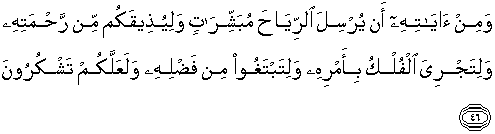 وَمِنْ ءَايَـٰتِهِۦٓ أَن يُرْسِلَ ٱلرِّيَاحَ مُبَشِّرَٰتٍ وَلِيُذِيقَكُم مِّن رَّحْمَتِهِۦ
وَلِتَجْرِىَ ٱلْفُلْكُ بِأَمْرِهِۦ وَلِتَبْتَغُوا۟ مِن فَضْلِهِۦ وَلَعَلَّكُمْ تَشْكُرُونَ
٤٦